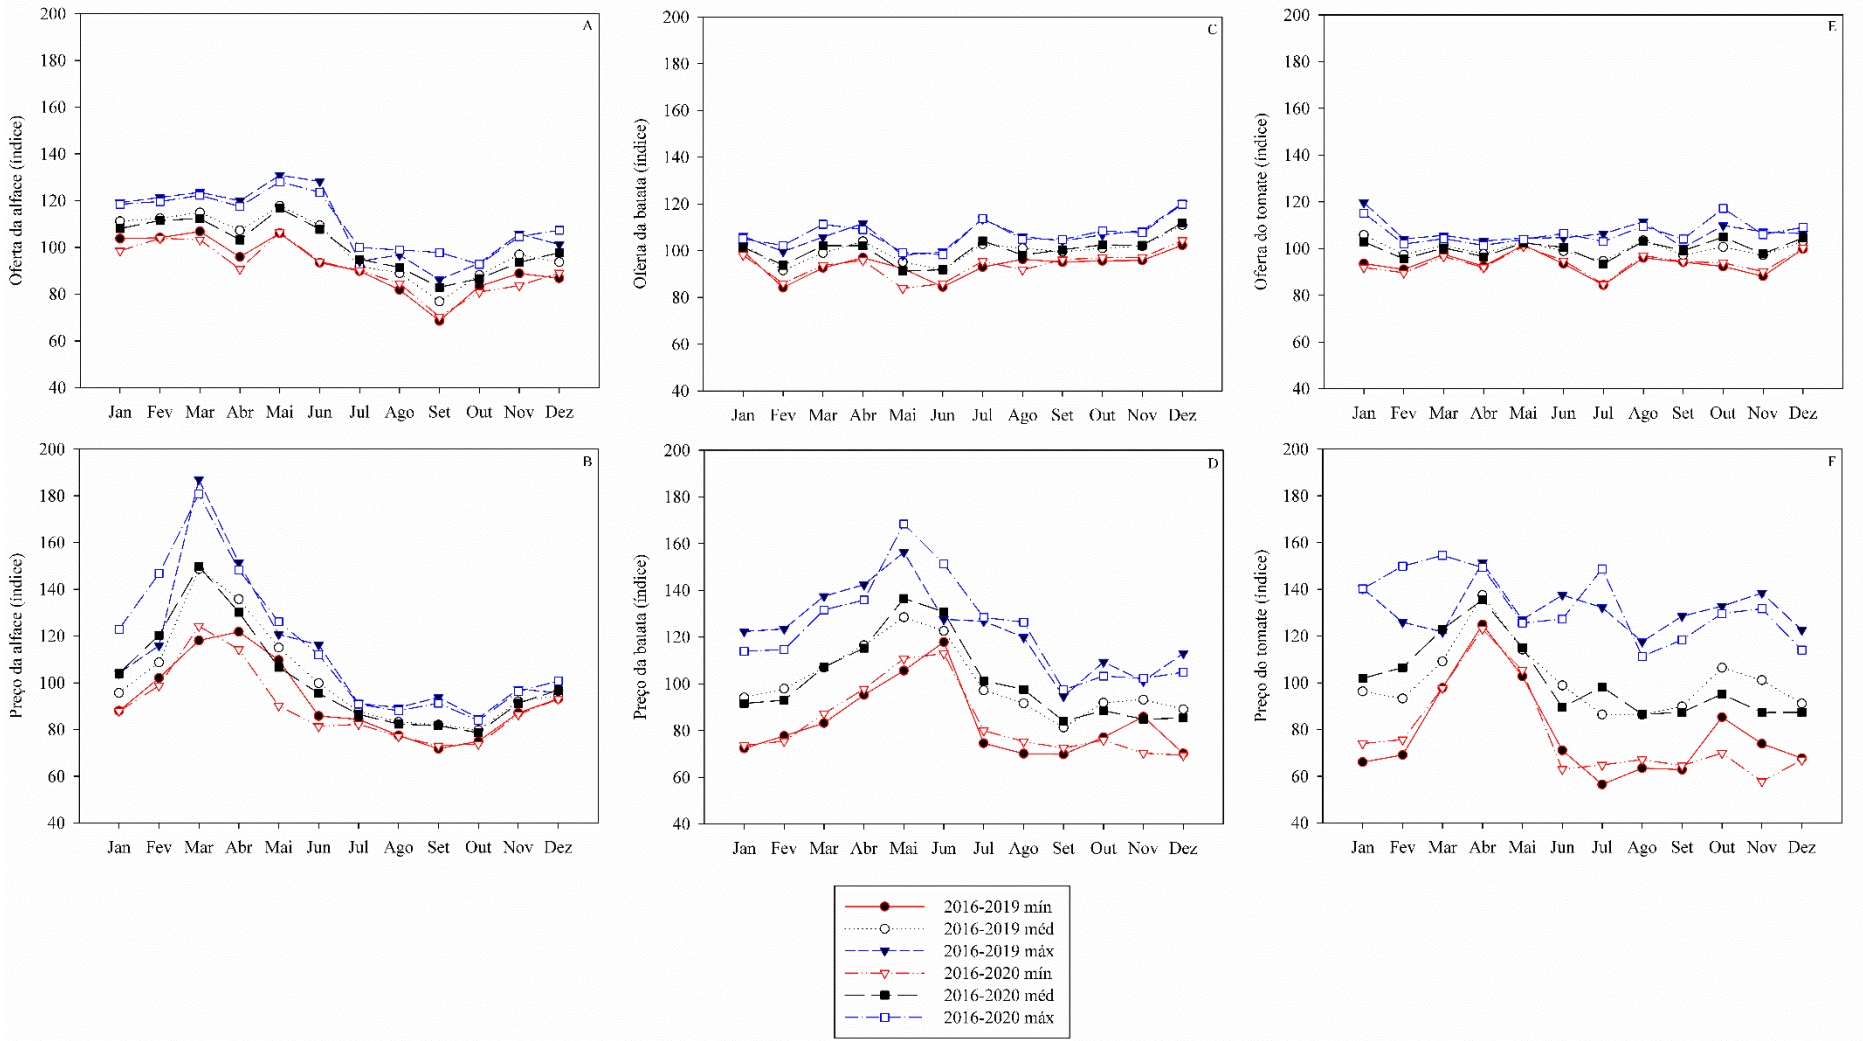 A
Oferta da alface (índice)
200
180
160
140
120
100
80
60
40
Jan Fev Mar Abr Mai Jun Jul Ago Set Out Nov Dez
C
Oferta da batata (índice)
200
180
160
140
120
100
80
60
40
Jan Fev Mar Abr Mai Jun Jul Ago Set Out Nov Dez
E
Oferta do tomate (índice)
200
180
160
140
120
100
80
60
40
Jan Fev Mar Abr Mai Jun Jul Ago Set Out Nov Dez
B
Preço da alface (índice)
200
180
160
140
120
100
80
60
40
Jan Fev Mar Abr Mai Jun Jul Ago Set Out Nov Dez
D
Preço da batata (índice)
200
180
160
140
120
100
80
60
40
Jan Fev Mar Abr Mai Jun Jul Ago Set Out Nov Dez
F
Preço do tomate (índice)
200
180
160
140
120
100
80
60
40
Jan Fev Mar Abr Mai Jun Jul Ago Set Out Nov Dez
2016-2019 mín
2016-2019 méd
2016-2019 máx
2016-2020 mín
2016-2020 méd
2016-2020 máx